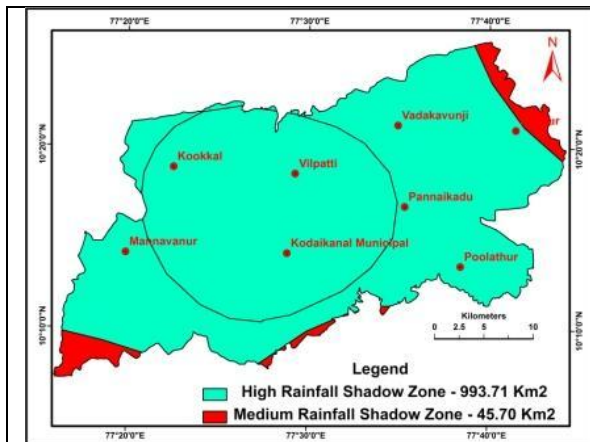 77°20'0"E 77°30'0"E 77°40'0"E
N
10°20'0"N
10°20'0"N
Vadakavunji
Kookkal
Vilpatti
Pannaikadu
Mannavanur
Kodaikanal Municipal
Poolathur
Kilometers
0 2.5 5 10
10°10'0"N
10°10'0"N
Legend
High Rainfall Shadow Zone - 993.71 Km2
Medium Rainfall Shadow Zone - 45.70 Km2
77°20'0"E 77°30'0"E 77°40'0"E